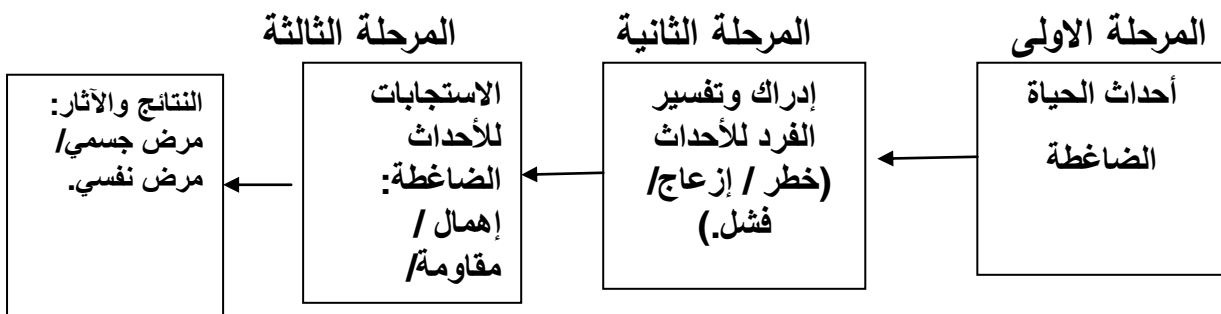 المرحلة الاولى
أحداث الحياة
الضاغطة
المرحلة الثانية
إدراك وتفسير
الفرد للأحداث
(خطر / إزعاج/
فشل.)
المرحلة الثالثة
الاستجابات
للأحداث
الضاغطة:
إهمال /
مقاومة/
النتائج والآثار:
مرض جسمي/
مرض نفسي.